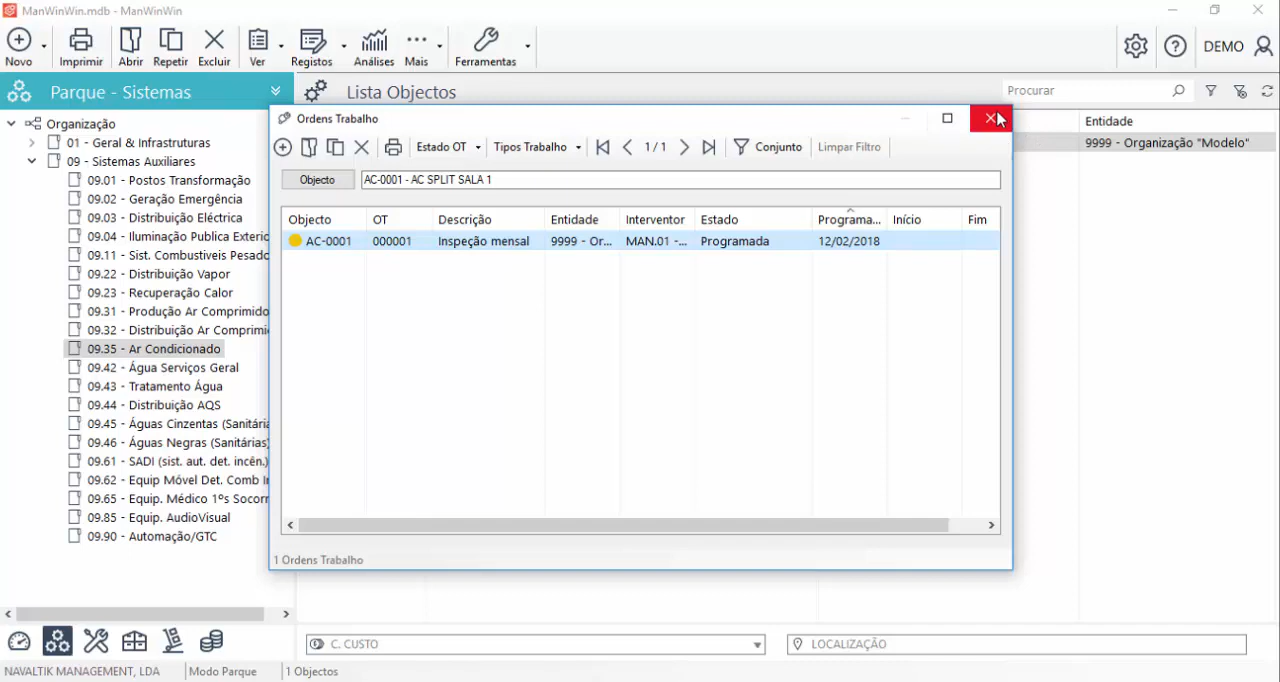 ManWinWin.mdb - ManWinWin
Novo
Imprimir
Abrir
Repetir
Excluir
Ver
Registos
Análises
Mais
Ferramentas
DEMO
Parque - Sistemas
Lista Objectos
Procurar
Organização
01 - Geral & Infraestruturas
09 - Sistemas Auxiliares
09.01 - Postos Transformação
09.02 - Geração Emergência
09.03 - Distribuição Eléctrica
09.04 - Iluminação Publica Exterio
09.11 - Sist. Combustiveis Pesado
09.22 - Distribuição Vapor
09.23 - Recuperação Calor
09.31 - Produção Ar Comprimido
09.32 - Distribuição Ar Comprimi
09.35 - Ar Condicionado
09.42 - Água Serviços Geral
09.43 - Tratamento Água
09.44 - Distribuição AQS
09.45 - Águas Cinzentas (Sanitária
09.46 - Águas Negras (Sanitárias)
09.61 - SADI (sist. aut. det. incên.)
09.62 - Equip Móvel Det. Comb In
09.65 - Equip. Médico 1ºs Socorr
09.85 - Equip. AudioVisual
09.90 - Automação/GTC
Entidade
9999 - Organização "Modelo"
Ordens Trabalho
Estado OT
Tipos Trabalho
1 / 1
Conjunto
Limpar Filtro
Objecto
AC-0001 - AC SPLIT SALA 1
Objecto OT Descrição Entidade Interventor Estado Programa... Início Fim
AC-0001 000001 Inspeção mensal 9999 - Or... MAN.01 -... Programada 12/02/2018
1 Ordens Trabalho
C. CUSTO
LOCALIZAÇÃO
NAVALTIK MANAGEMENT, LDA
Modo Parque
1 Objectos